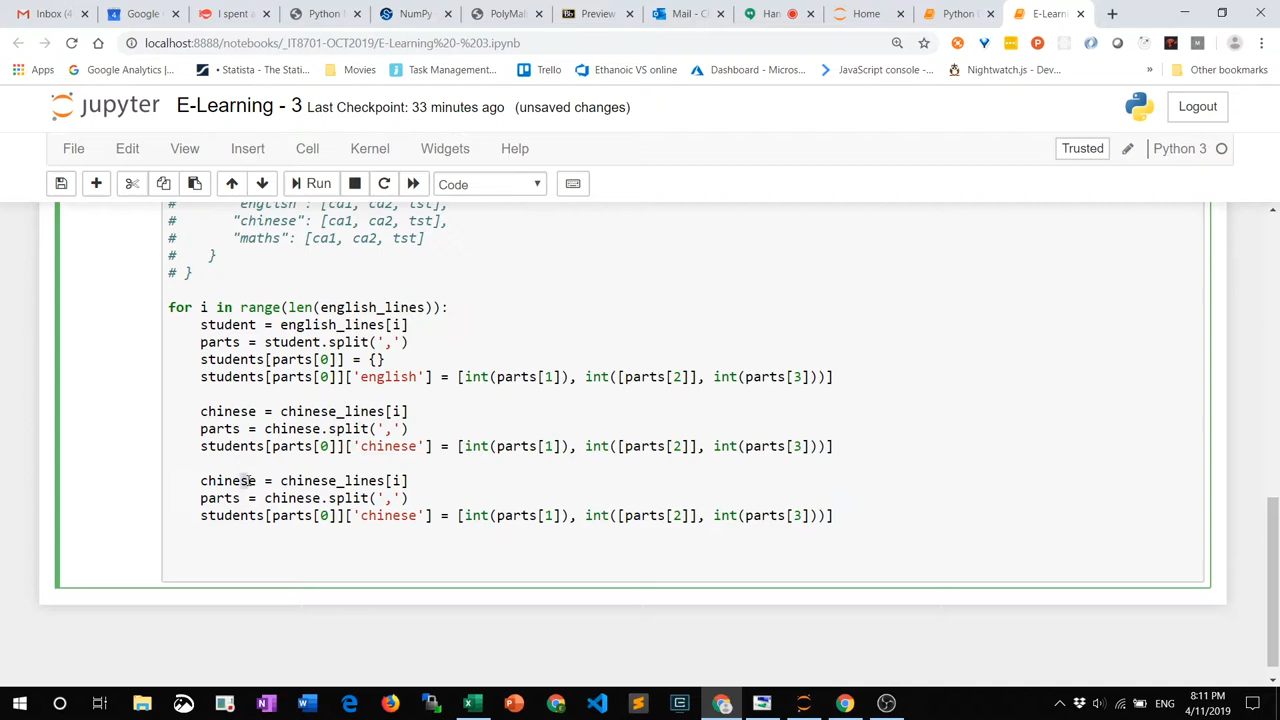 Inbox (4
Google
I spent a
Python l
NumPy
PolyMal
Preview
Mail - C
Han
Home
Python
E-Learni
localhost:8888/notebooks/_IT8701-OCT2019/E-Learning%20-%203.ipynb
Apps
Google Analytics |...
• Statista - The Stati...
Movies
Task Management...
Trello
Ethanoic VS online
Dashboard - Micros...
JavaScript console -...
Nightwatch.js - Dev...
»
Other bookmarks
jupyter
E-Learning - 3 Last Checkpoint: 33 minutes ago (unsaved changes)
Logout
File Edit View Insert Cell Kernel Widgets Help
Trusted
Python 3
Run
Code
# "english": [ca1, ca2, tst],
# "chinese": [ca1, ca2, tst],
# "maths": [ca1, ca2, tst]
# }
# }
for i in range(len(english_lines)):
student = english_lines[i]
parts = student.split(',')
students[parts[0]] = {}
students[parts[0]]['english'] = [int(parts[1]), int([parts[2]], int(parts[3]))]
chinese = chinese_lines[i]
parts = chinese.split(',')
students[parts[0]]['chinese'] = [int(parts[1]), int([parts[2]], int(parts[3]))]
chinese = chinese_lines[i]
parts = chinese.split(',')
students[parts[0]]['chinese'] = [int(parts[1]), int([parts[2]], int(parts[3]))]
ENG
8:11 PM
4/11/2019